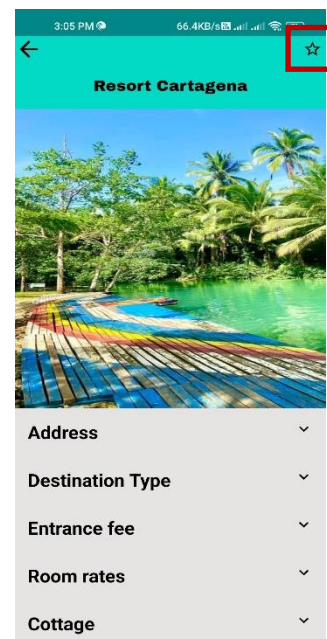 3:05 PM 66.4KB/s
Resort Cartagena
Address
Destination Type
Entrance fee
Room rates
Cottage